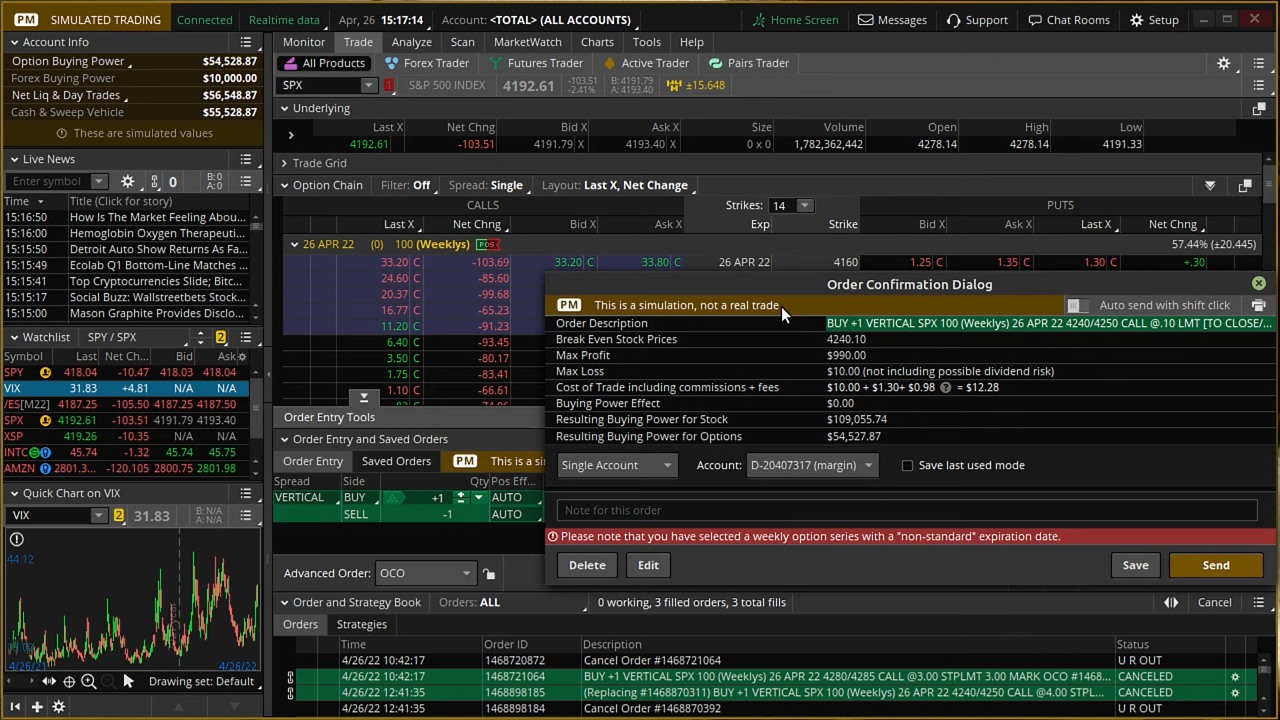 PM SIMULATED TRADING Connected Realtime data Apr, 26 15:17:14 Account: <TOTAL> (ALL ACCOUNTS) Home Screen Messages Support Chat Rooms Setup
Account Info
Option Buying Power $54,528.87
Forex Buying Power $10,000.00
Net Liq & Day Trades $56,548.87
Cash & Sweep Vehicle $55,528.87
These are simulated values
Live News
Enter symbol 0 B: 0 A: 0
Time Title (Click for story)
15:16:50 How Is The Market Feeling Abou...
15:16:00 Hemoglobin Oxygen Therapeuti...
15:15:50 Detroit Auto Show Returns As Fa...
15:15:49 Ecolab Q1 Bottom-Line Matches ...
15:15:41 Top Cryptocurrencies Slide; Bitc...
15:15:17 Social Buzz: Wallstreetbets Stock...
15:15:00 Mason Graphite Provides Disclo...
Watchlist SPY / SPX 2
Symbol Net Ch... Bid Ask
SPY 418.04 -10.47 418.03 418.04
VIX 31.83 +4.81 N/A N/A
/ES[M22] 4187.25 -105.50 4187.25 4187.50
SPX 4192.61 -103.51 4191.79 4193.40
XSP 419.26 -10.35 N/A N/A
INTC 45.74 -1.32 45.74 45.75
AMZN 2801.3... -120.105 2800.75 2801.98
Quick Chart on VIX
VIX 2 31.83 B: N/A A: N/A
44.12
4/26/21 4/26/22
Drawing set: Default
Monitor Trade Analyze Scan MarketWatch Charts Tools Help
All Products Forex Trader Futures Trader Active Trader Pairs Trader
SPX 1 S&P 500 INDEX 4192.61 -103.51 -2.41% B: 4191.79 A: 4193.40 ±15.648
Underlying
Last X Net Chng Bid X Ask X Size Volume Open High Low
4192.61 -103.51 4191.79 4193.40 0 x 0 1,782,362,442 4278.14 4278.14 4191.33
Trade Grid
Option Chain Filter: Off Spread: Single Layout: Last X, Net Change
CALLS Strikes: 14 PUTS
Last X Net Chng Bid X Ask X Exp Strike Bid X Ask X Last X Net Chng
26 APR 22 (0) 100 (Weeklys) 57.44% (±20.445)
33.20 C -103.69 33.20 C 33.80 C 26 APR 22 4160 1.25 C 1.35 C 1.30 C +.30
24.60 C -85.60
20.37 C -99.68
16.77 C -65.23
11.20 C -91.23
6.40 C -93.45
3.50 C -80.17
1.75 C -83.41
1.10 C -66.61
Order Entry Tools
Order Entry and Saved Orders
Order Entry Saved Orders PM This is a si
Spread Side Qty Pos Eff...
VERTICAL BUY +1 AUTO
SELL -1 AUTO
Advanced Order: OCO
Order Confirmation Dialog
PM This is a simulation, not a real trade. Auto send with shift click
Order Description BUY +1 VERTICAL SPX 100 (Weeklys) 26 APR 22 4240/4250 CALL @.10 LMT [TO CLOSE/...
Break Even Stock Prices 4240.10
Max Profit $990.00
Max Loss $10.00 (not including possible dividend risk)
Cost of Trade including commissions + fees $10.00 + $1.30+ $0.98 = $12.28
Buying Power Effect $0.00
Resulting Buying Power for Stock $109,055.74
Resulting Buying Power for Options $54,527.87
Single Account Account: D-20407317 (margin) Save last used mode
Note for this order
Please note that you have selected a weekly option series with a "non-standard" expiration date.
Delete Edit Save Send
Order and Strategy Book Orders: ALL 0 working, 3 filled orders, 3 total fills Cancel
Orders Strategies
Time Order ID Description Status
4/26/22 10:42:17 1468720872 Cancel Order #1468721064 U R OUT
4/26/22 10:42:17 1468721064 BUY +1 VERTICAL SPX 100 (Weeklys) 26 APR 22 4280/4285 CALL @3.00 STPLMT 3.00 MARK OCO #1468... CANCELED
4/26/22 12:41:35 1468898185 (Replacing #1468870311) BUY +1 VERTICAL SPX 100 (Weeklys) 26 APR 22 4240/4250 CALL @4.00 STPL... CANCELED
4/26/22 12:41:35 1468898184 Cancel Order #1468870392 U R OUT